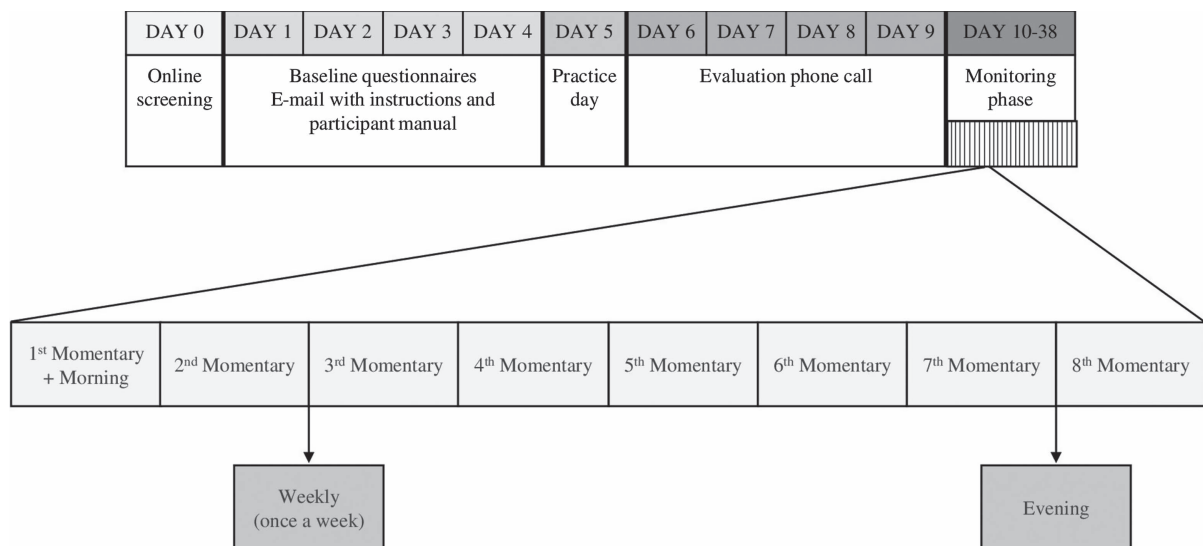 DAY 0 DAY 1 DAY 2 DAY 3 DAY 4 DAY 5 DAY 6 DAY 7 DAY 8 DAY 9 DAY 10-38
Online
screening
Baseline questionnaires
E-mail with instructions and
participant manual
Practice
day
Evaluation phone call
Monitoring
phase
1st Momentary
+ Morning
2nd Momentary
3rd Momentary
4th Momentary
5th Momentary
6th Momentary
7th Momentary
8th Momentary
Weekly
(once a week)
Evening